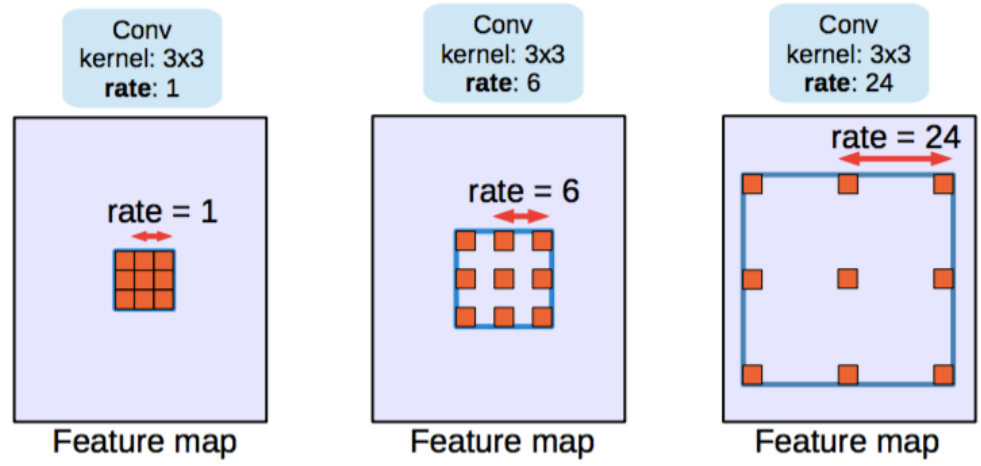 Conv
kernel: 3x3
rate: 1
rate = 1
Feature map
Conv
kernel: 3x3
rate: 6
rate = 6
Feature map
Conv
kernel: 3x3
rate: 24
rate = 24
Feature map